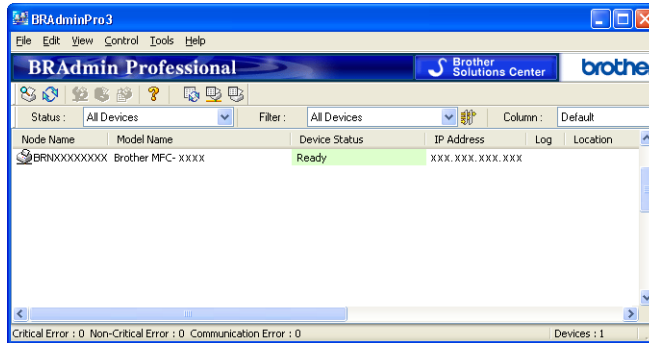 BRAdminPro3
File Edit View Control Tools Help
BRAdmin Professional Brother Solutions Center brothe
Status : All Devices Filter : All Devices Column : Default
Node Name Model Name Device Status IP Address Log Location
BRNXXXXXXXX Brother MFC- xxxx Ready xxx.xxx.xxx.xxx
Critical Error : 0 Non-Critical Error : 0 Communication Error : 0 Devices : 1